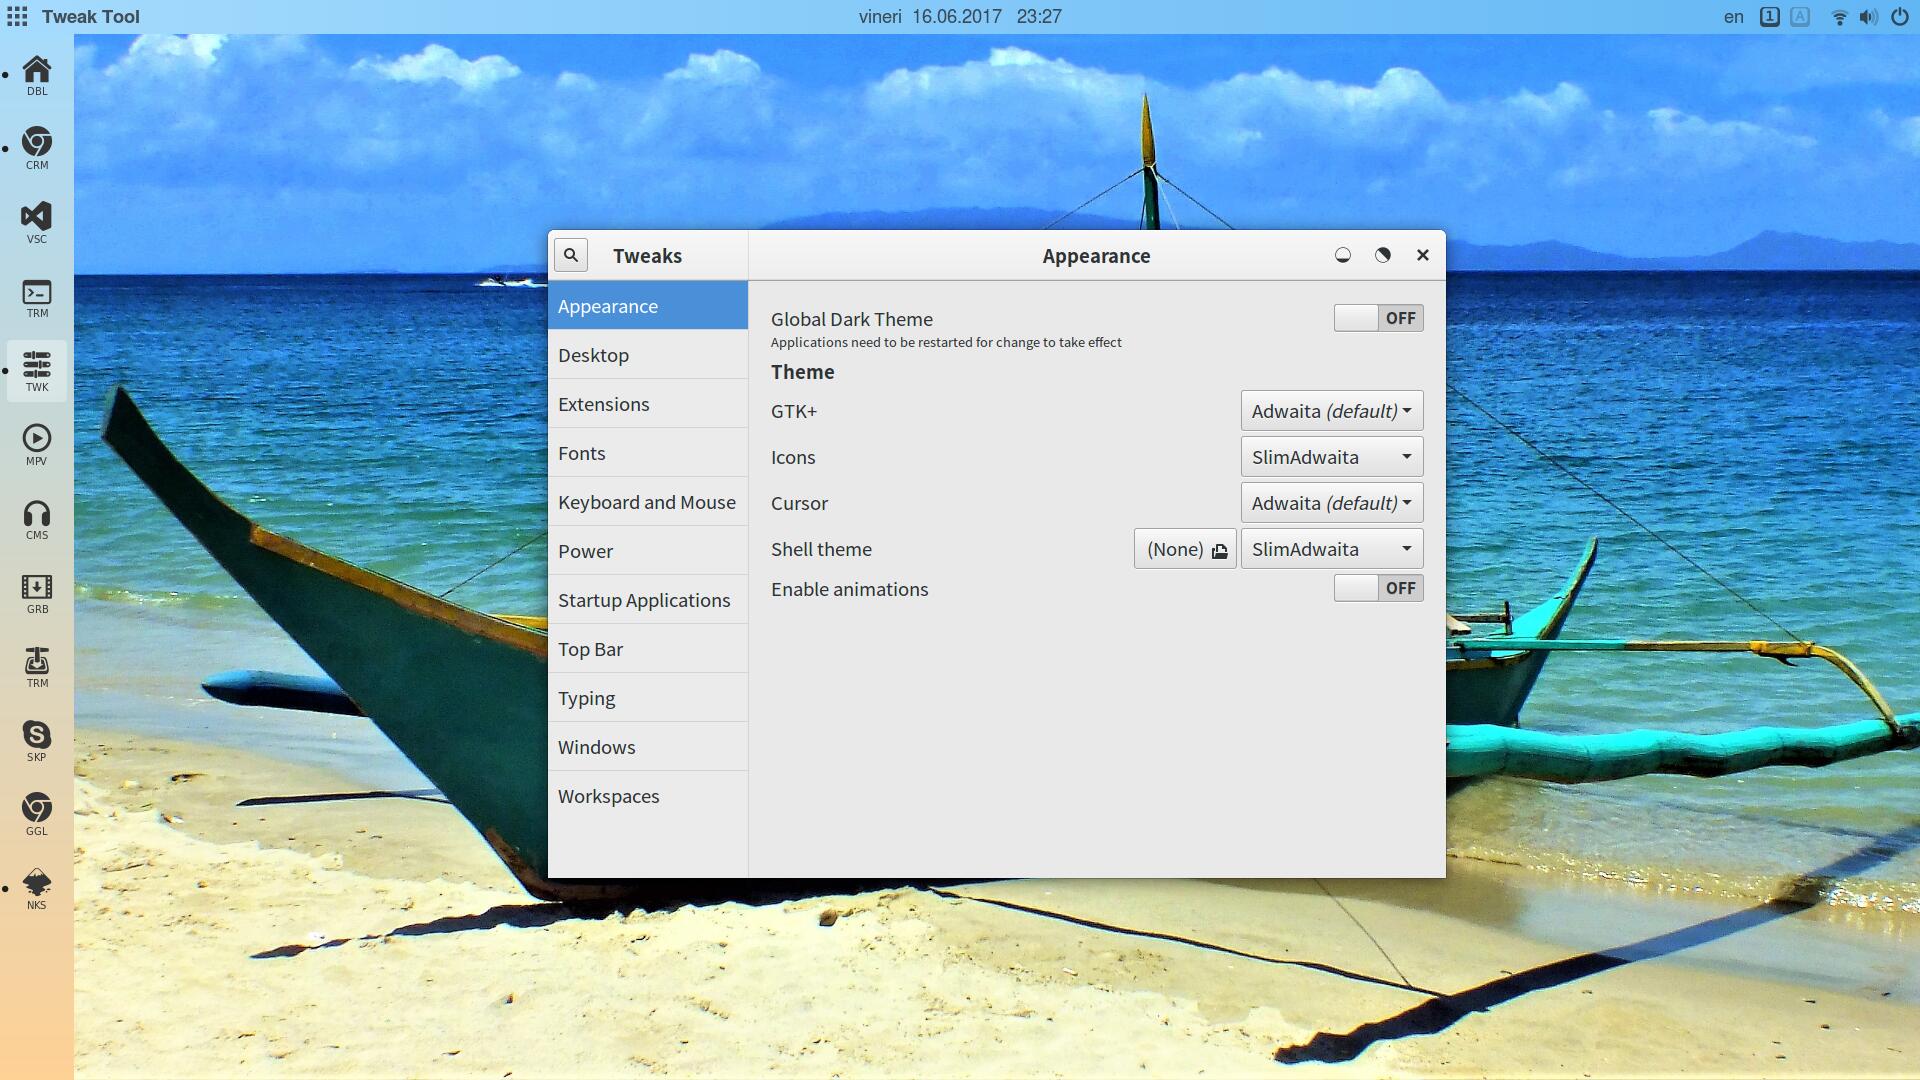 Tweak Tool
vineri 16.06.2017 23:27
en 1 A
DBL
CRM
VSC
TRM
TWK
MPV
CMS
GRB
TRM
SKP
GGL
NKS
Tweaks
Appearance
Appearance
Desktop
Extensions
Fonts
Keyboard and Mouse
Power
Startup Applications
Top Bar
Typing
Windows
Workspaces
Global Dark Theme OFF
Applications need to be restarted for change to take effect
Theme
GTK+ Adwaita (default)
Icons SlimAdwaita
Cursor Adwaita (default)
Shell theme (None) SlimAdwaita
Enable animations OFF